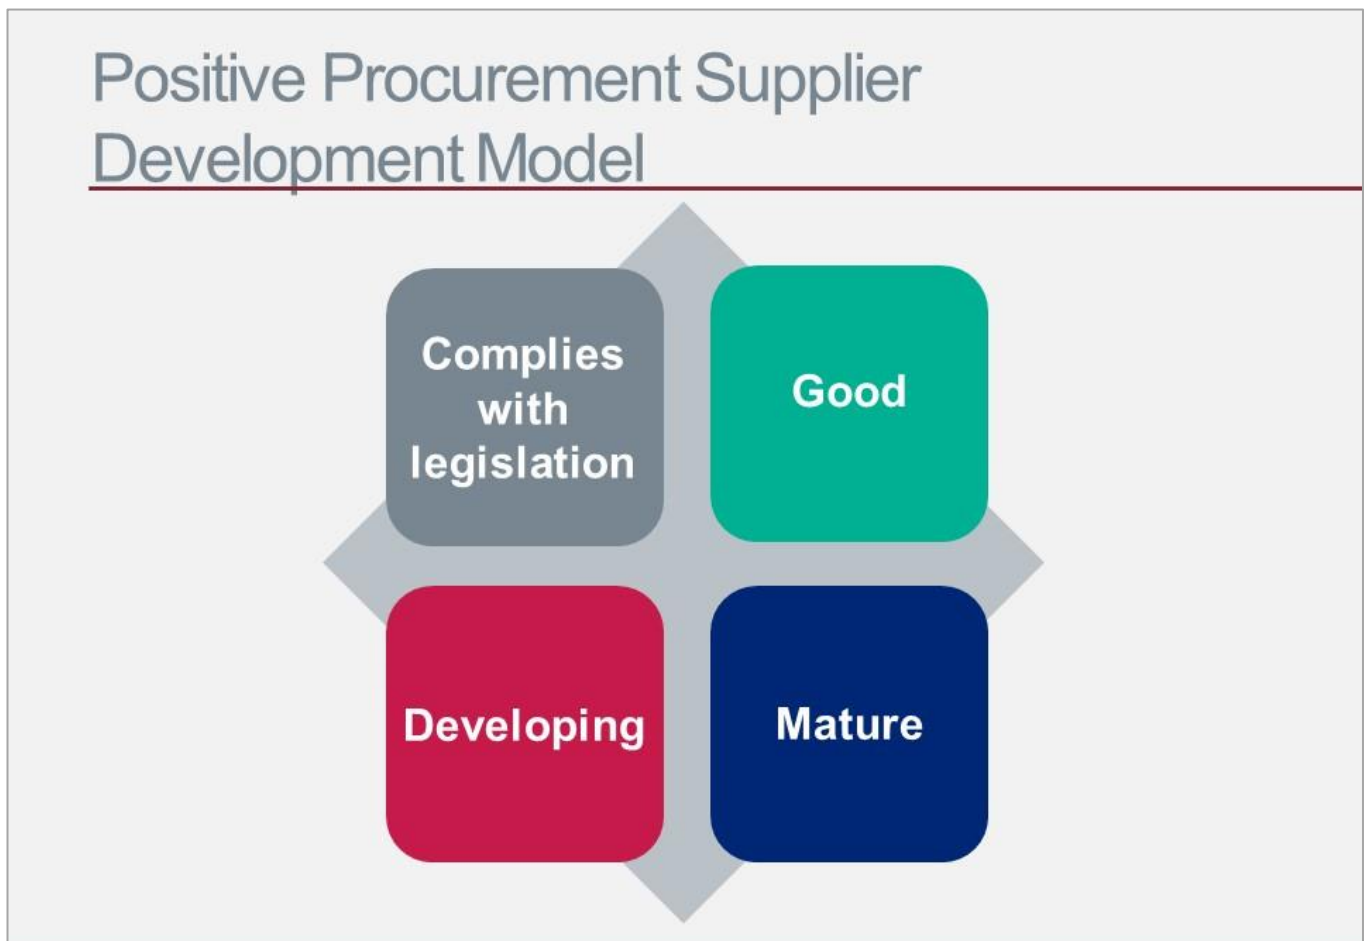 Positive Procurement Supplier
Development Model
Complies
with
legislation
Good
Developing
Mature